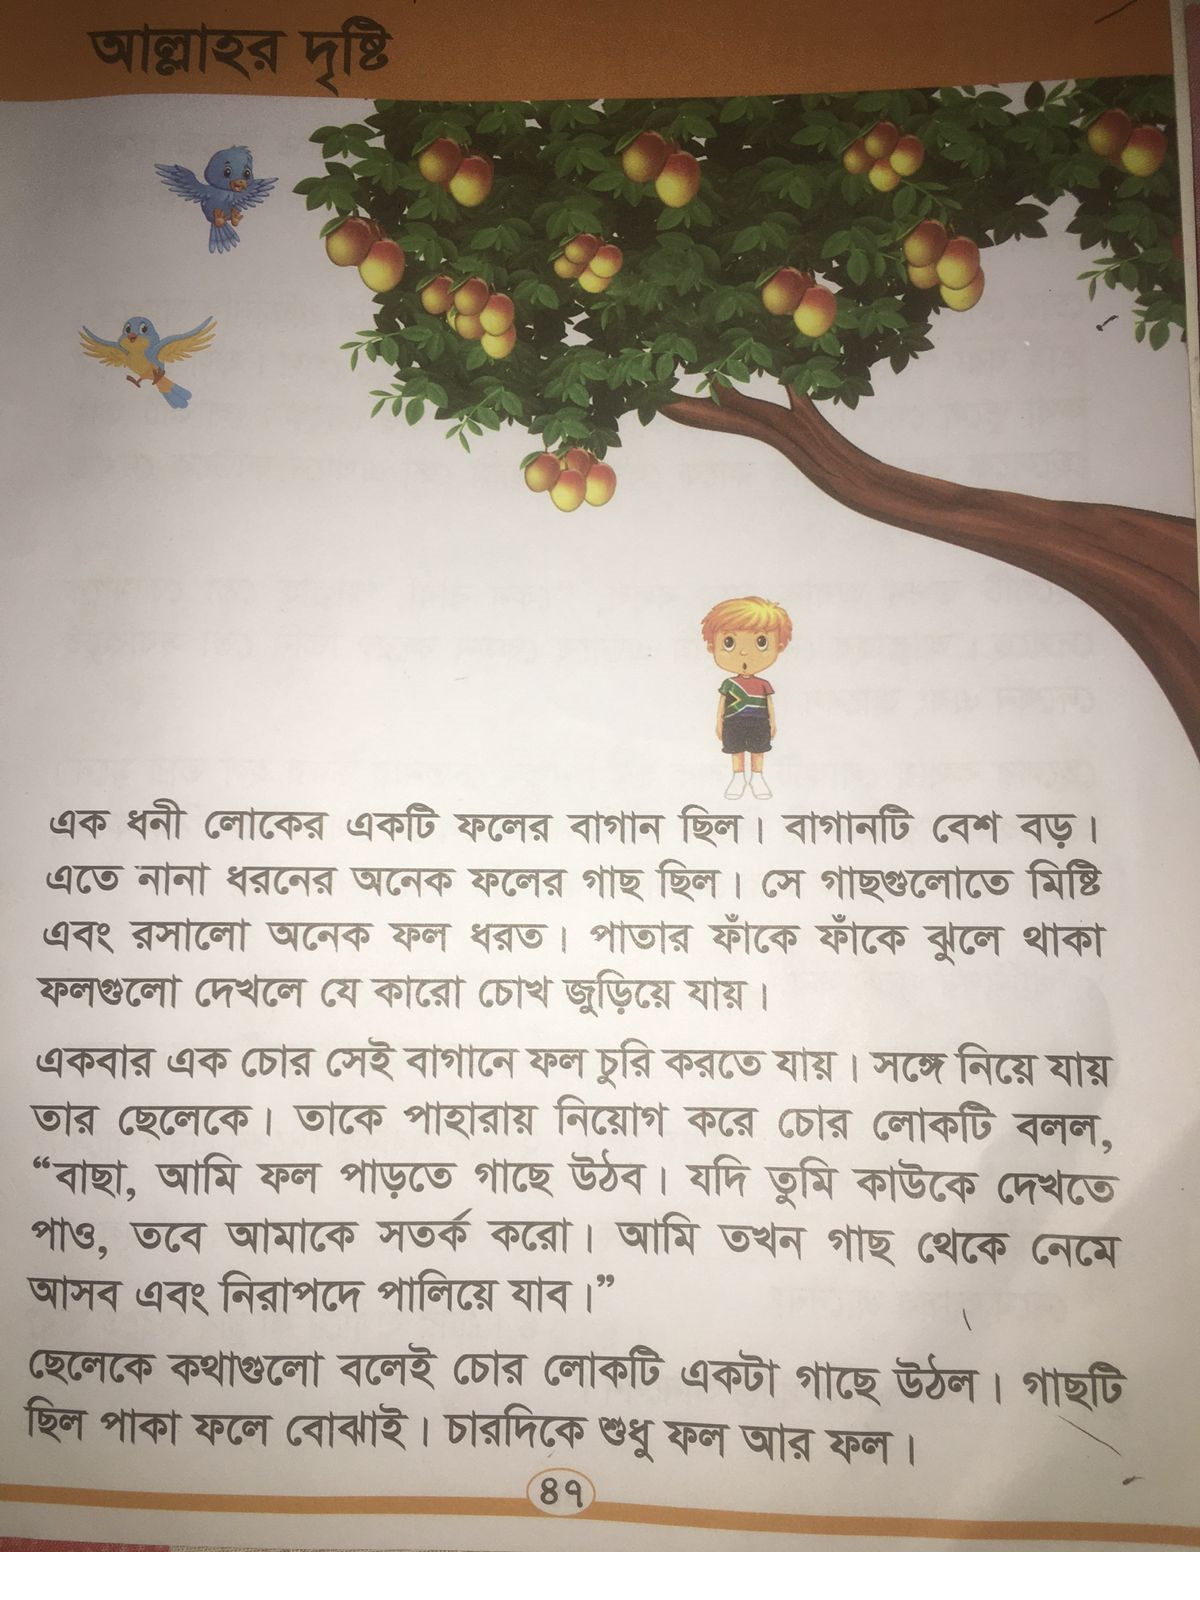 আল্লাহর দৃষ্টি
এক ধনী লোকের একটি ফলের বাগান ছিল। বাগানটি বেশ বড়।
এতে নানা ধরনের অনেক ফলের গাছ ছিল। সে গাছগুলোতে মিষ্টি
এবং রসালো অনেক ফল ধরত। পাতার ফাঁকে ফাঁকে ঝুলে থাকা
ফলগুলো দেখলে যে কারো চোখ জুড়িয়ে যায়।
একবার এক চোর সেই বাগানে ফল চুরি করতে যায়। সঙ্গে নিয়ে যায়
তার ছেলেকে। তাকে পাহারায় নিয়োগ করে চোর লোকটি বলল,
“বাছা, আমি ফল পাড়তে গাছে উঠব। যদি তুমি কাউকে দেখতে
পাও, তবে আমাকে সতর্ক করো। আমি তখন গাছ থেকে নেমে
আসব এবং নিরাপদে পালিয়ে যাব।”
ছেলেকে কথাগুলো বলেই চোর লোকটি একটা গাছে উঠল। গাছটি
ছিল পাকা ফলে বোঝাই। চারদিকে শুধু ফল আর ফল।
৪৭